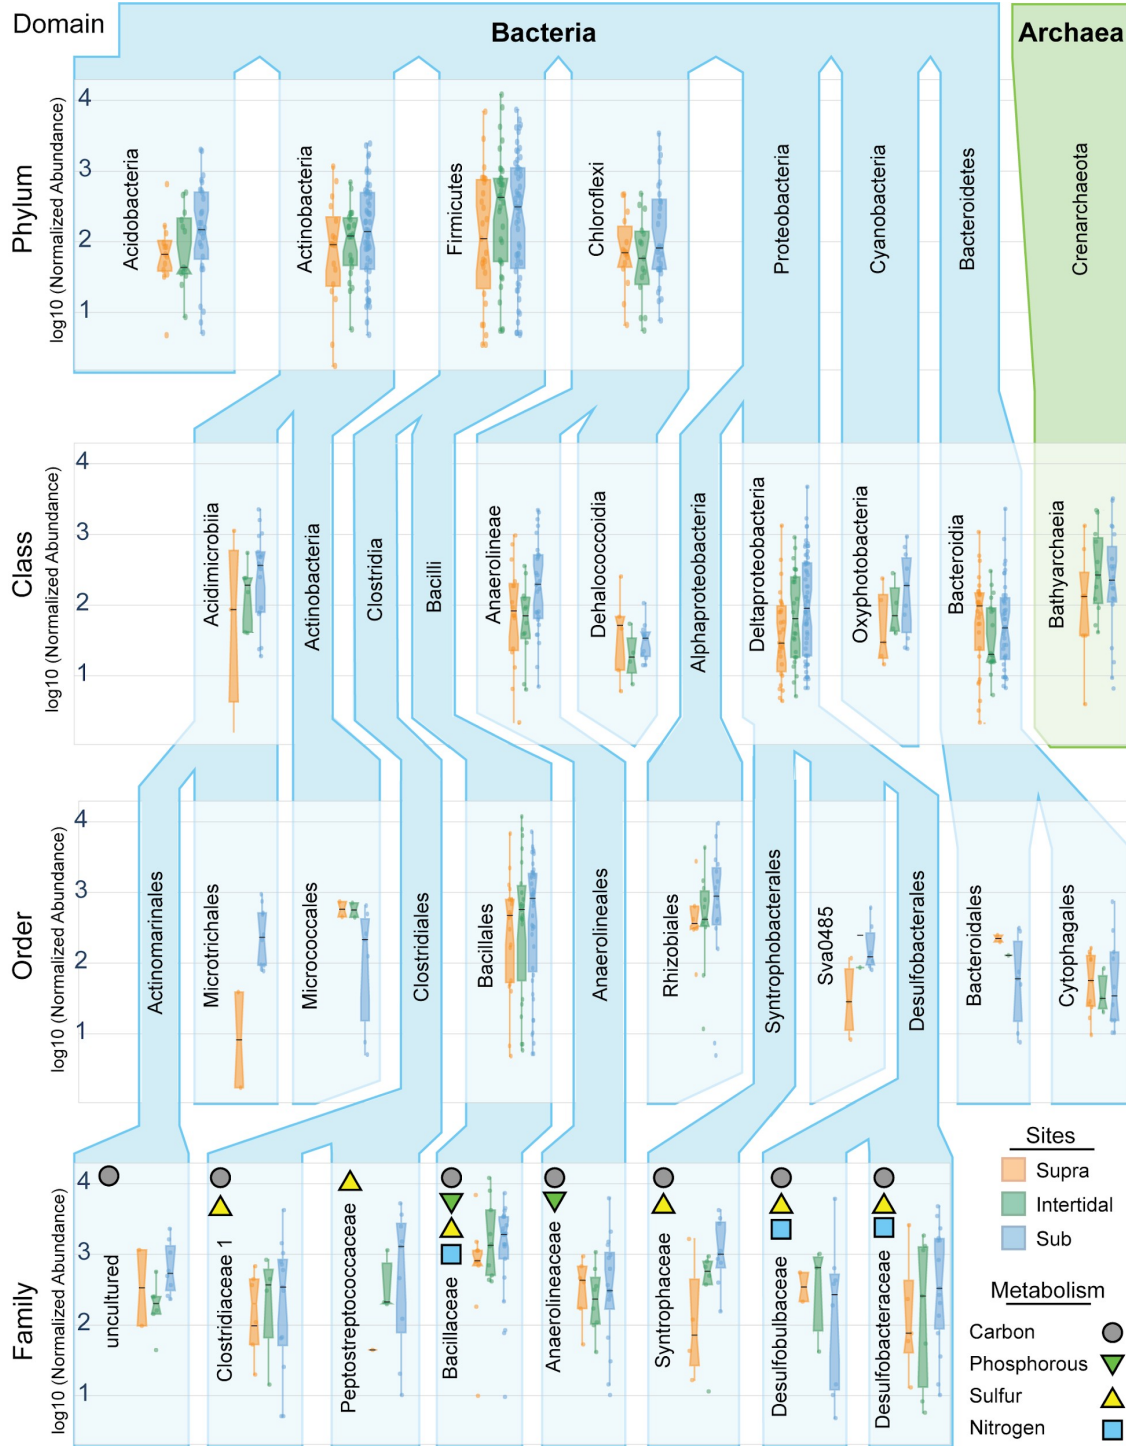 Domain
Bacteria
Archaea
Phylum
log10 (Normalized Abundance)
4
3
2
1
Acidobacteria
Actinobacteria
Firmicutes
Chloroflexi
Proteobacteria
Cyanobacteria
Bacteroidetes
Crenarchaeota
Class
log10 (Normalized Abundance)
4
3
2
1
Acidimicrobiia
Actinobacteria
Clostridia
Bacilli
Anaerolineae
Dehalococcoidia
Alphaproteobacteria
Deltaproteobacteria
Oxyphotobacteria
Bacteroidia
Bathyarchaeia
Order
log10 (Normalized Abundance)
4
3
2
1
Actinomarinales
Microtrichales
Micrococcales
Clostridiales
Bacillales
Anaerolineales
Rhizobiales
Syntrophobacterales
Sva0485
Desulfobacterales
Bacteroidales
Cytophagales
Family
log10 (Normalized Abundance)
4
3
2
1
uncultured
Clostridiaceae 1
Peptostreptococcaceae
Bacillaceae
Anaerolineaceae
Syntrophaceae
Desulfobulbaceae
Desulfobacteraceae
Sites
Supra
Intertidal
Sub
Metabolism
Carbon
Phosphorous
Sulfur
Nitrogen